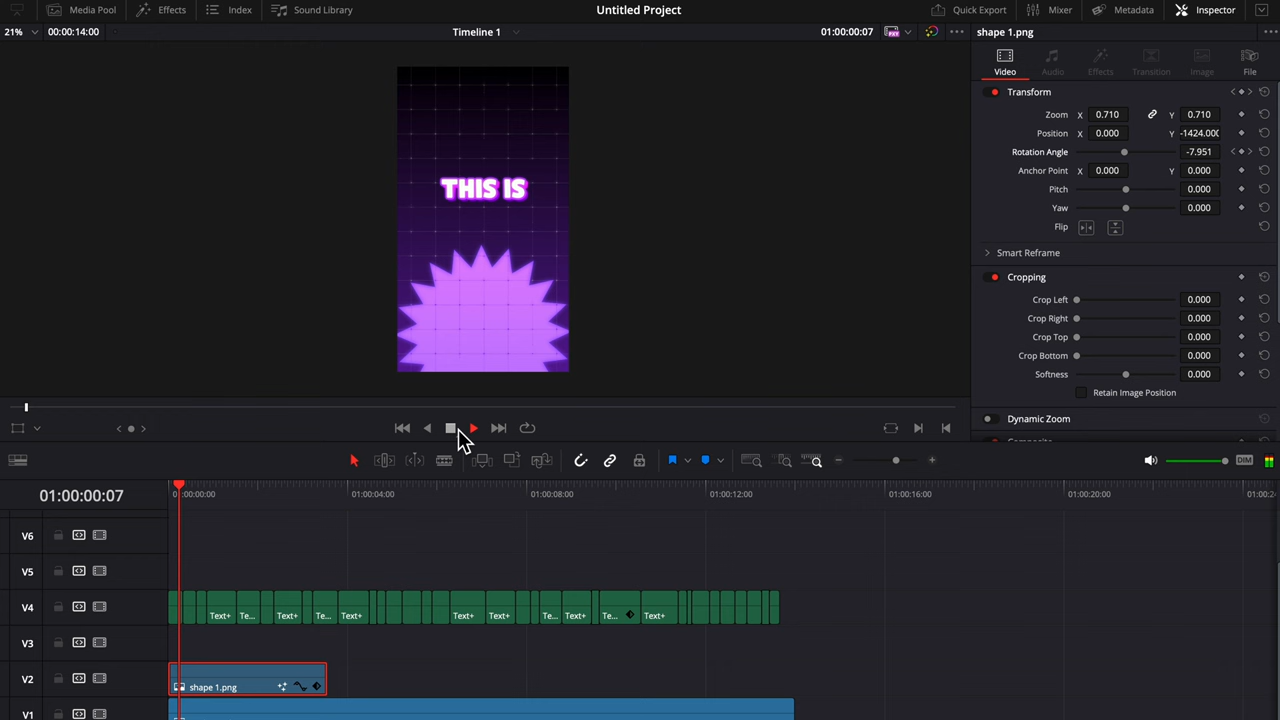 Media Pool Effects Index Sound Library Untitled Project Quick Export Mixer Metadata Inspector
21% 00:00:14:00 Timeline 1 01:00:00:07 shape 1.png
Video Audio Effects Transition Image File
Transform
Zoom X 0.710 Y 0.710
Position X 0.000 Y -1424.000
Rotation Angle -7.951
Anchor Point X 0.000 Y 0.000
Pitch 0.000
Yaw 0.000
Flip
Smart Reframe
Cropping
Crop Left 0.000
Crop Right 0.000
Crop Top 0.000
Crop Bottom 0.000
Softness 0.000
Retain Image Position
Dynamic Zoom
THIS IS
DIM
01:00:00:07 01:00:04:00 01:00:08:00 01:00:12:00 01:00:16:00 01:00:20:00
V6
V5
V4 Text+ Te... Text+ Te... Text+ Text+ Text+ Te... Text+ Te... Text+
V3
V2 shape 1.png
V1